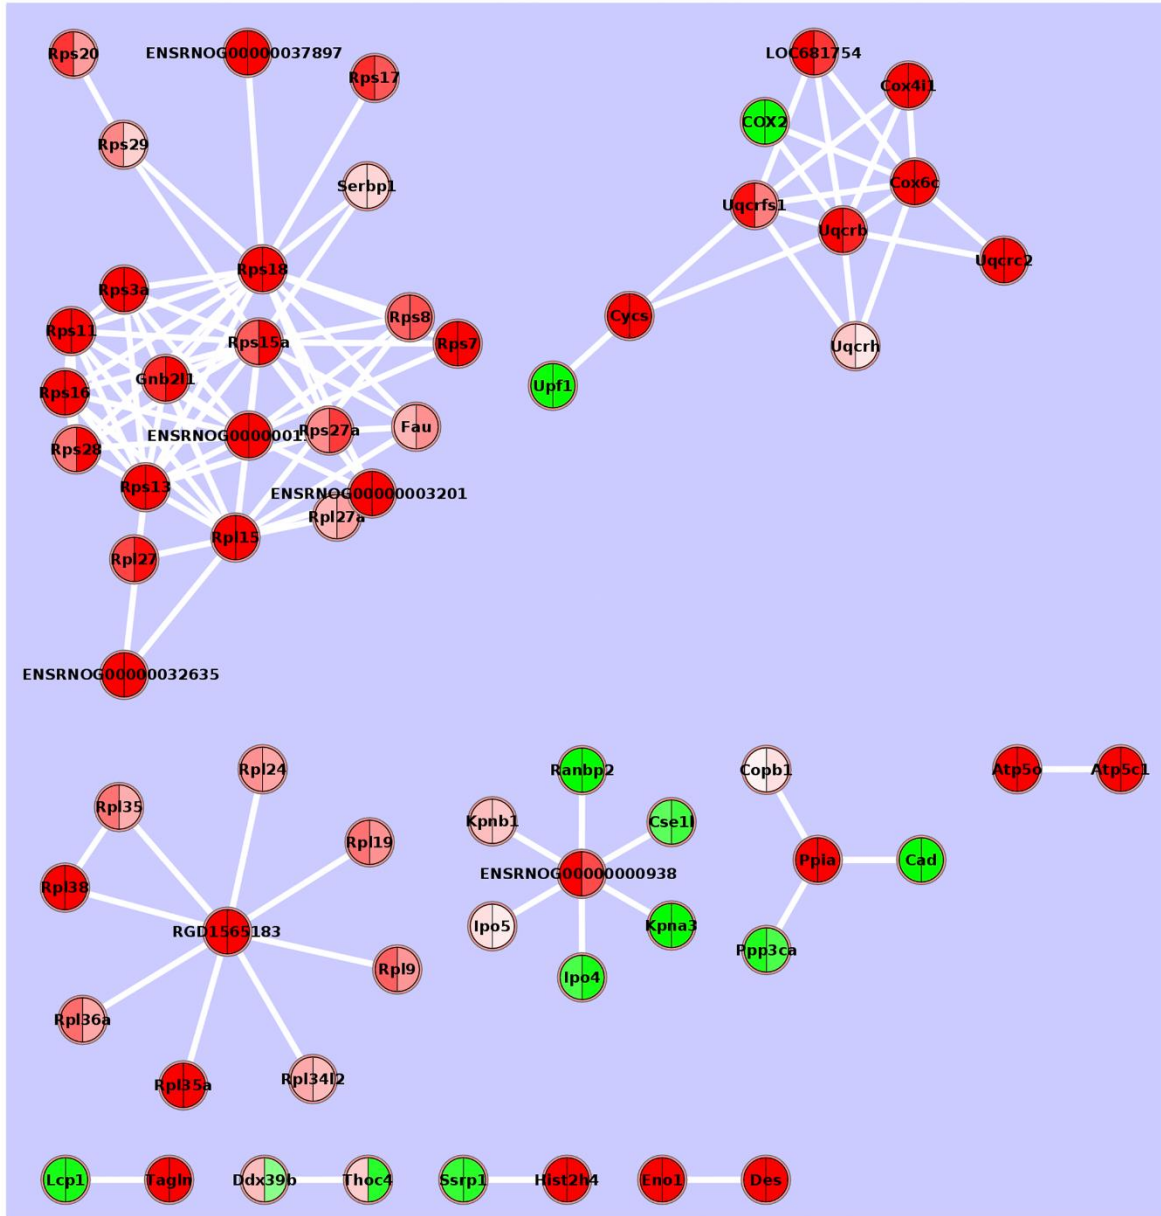 Rps20
ENSRNOG00000037897
Rps17
Rps29
Serbp1
Rps18
Rps3a
Rps11
Rps15a
Rps8
Rps7
Gnb2l1
Rps16
Rps28
ENSRNOG0000001
Rps27a
Fau
Rps13
ENSRNOG00000003201
Rpl27a
Rpl15
Rpl27
ENSRNOG00000032635
LOC681754
Cox4i1
COX2
Cox6c
Uqcrfs1
Uqcrb
Uqcrc2
Cycs
Uqcrh
Upf1
Rpl24
Rpl35
Rpl19
Rpl38
RGD1565183
Rpl9
Rpl36a
Rpl35a
Rpl34l2
Ranbp2
Kpnb1
Cse1l
ENSRNOG00000000938
Ipo5
Kpna3
Ipo4
Copb1
Ppia
Cad
Ppp3ca
Atp5o
Atp5c1
Lcp1
Tagln
Ddx39b
Thoc4
Ssrp1
Hist2h4
Eno1
Des